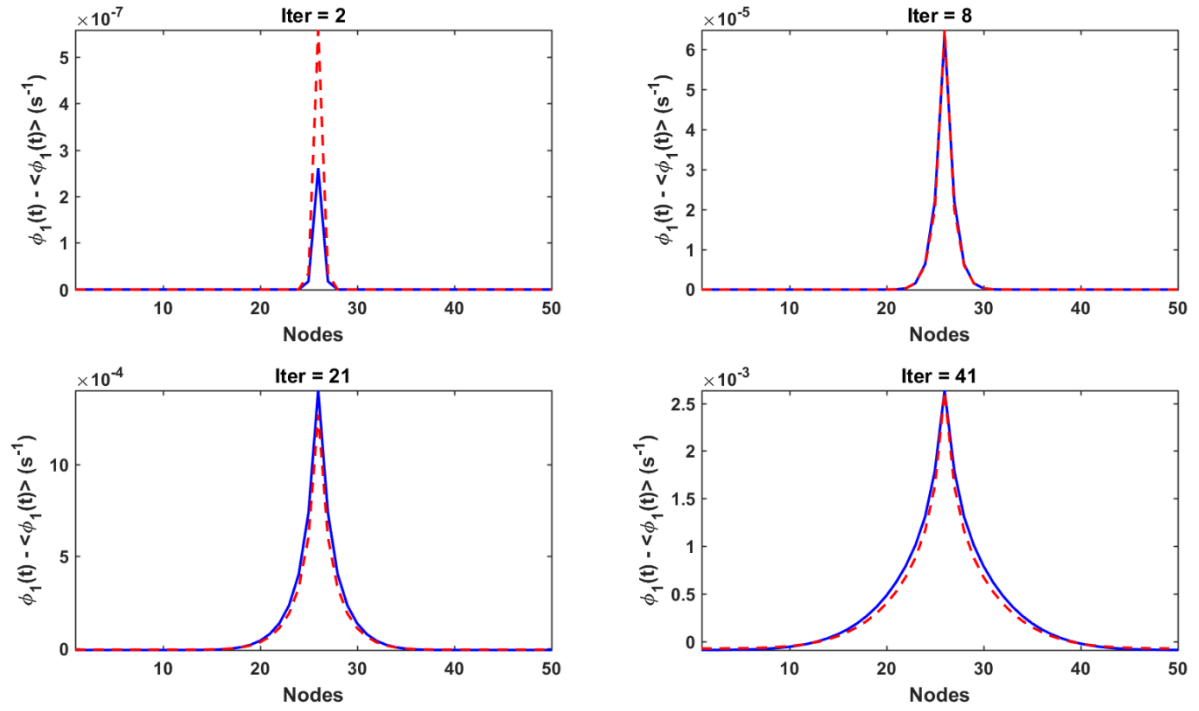 ×10⁻⁷
Iter = 2
5
4
3
2
1
0
ϕ₁(t) - <ϕ₁(t)> (s⁻¹)
10 20 30 40 50
Nodes
×10⁻⁵
Iter = 8
6
5
4
3
2
1
0
ϕ₁(t) - <ϕ₁(t)> (s⁻¹)
10 20 30 40 50
Nodes
×10⁻⁴
Iter = 21
10
5
0
ϕ₁(t) - <ϕ₁(t)> (s⁻¹)
10 20 30 40 50
Nodes
×10⁻³
Iter = 41
2.5
2
1.5
1
0.5
0
ϕ₁(t) - <ϕ₁(t)> (s⁻¹)
10 20 30 40 50
Nodes